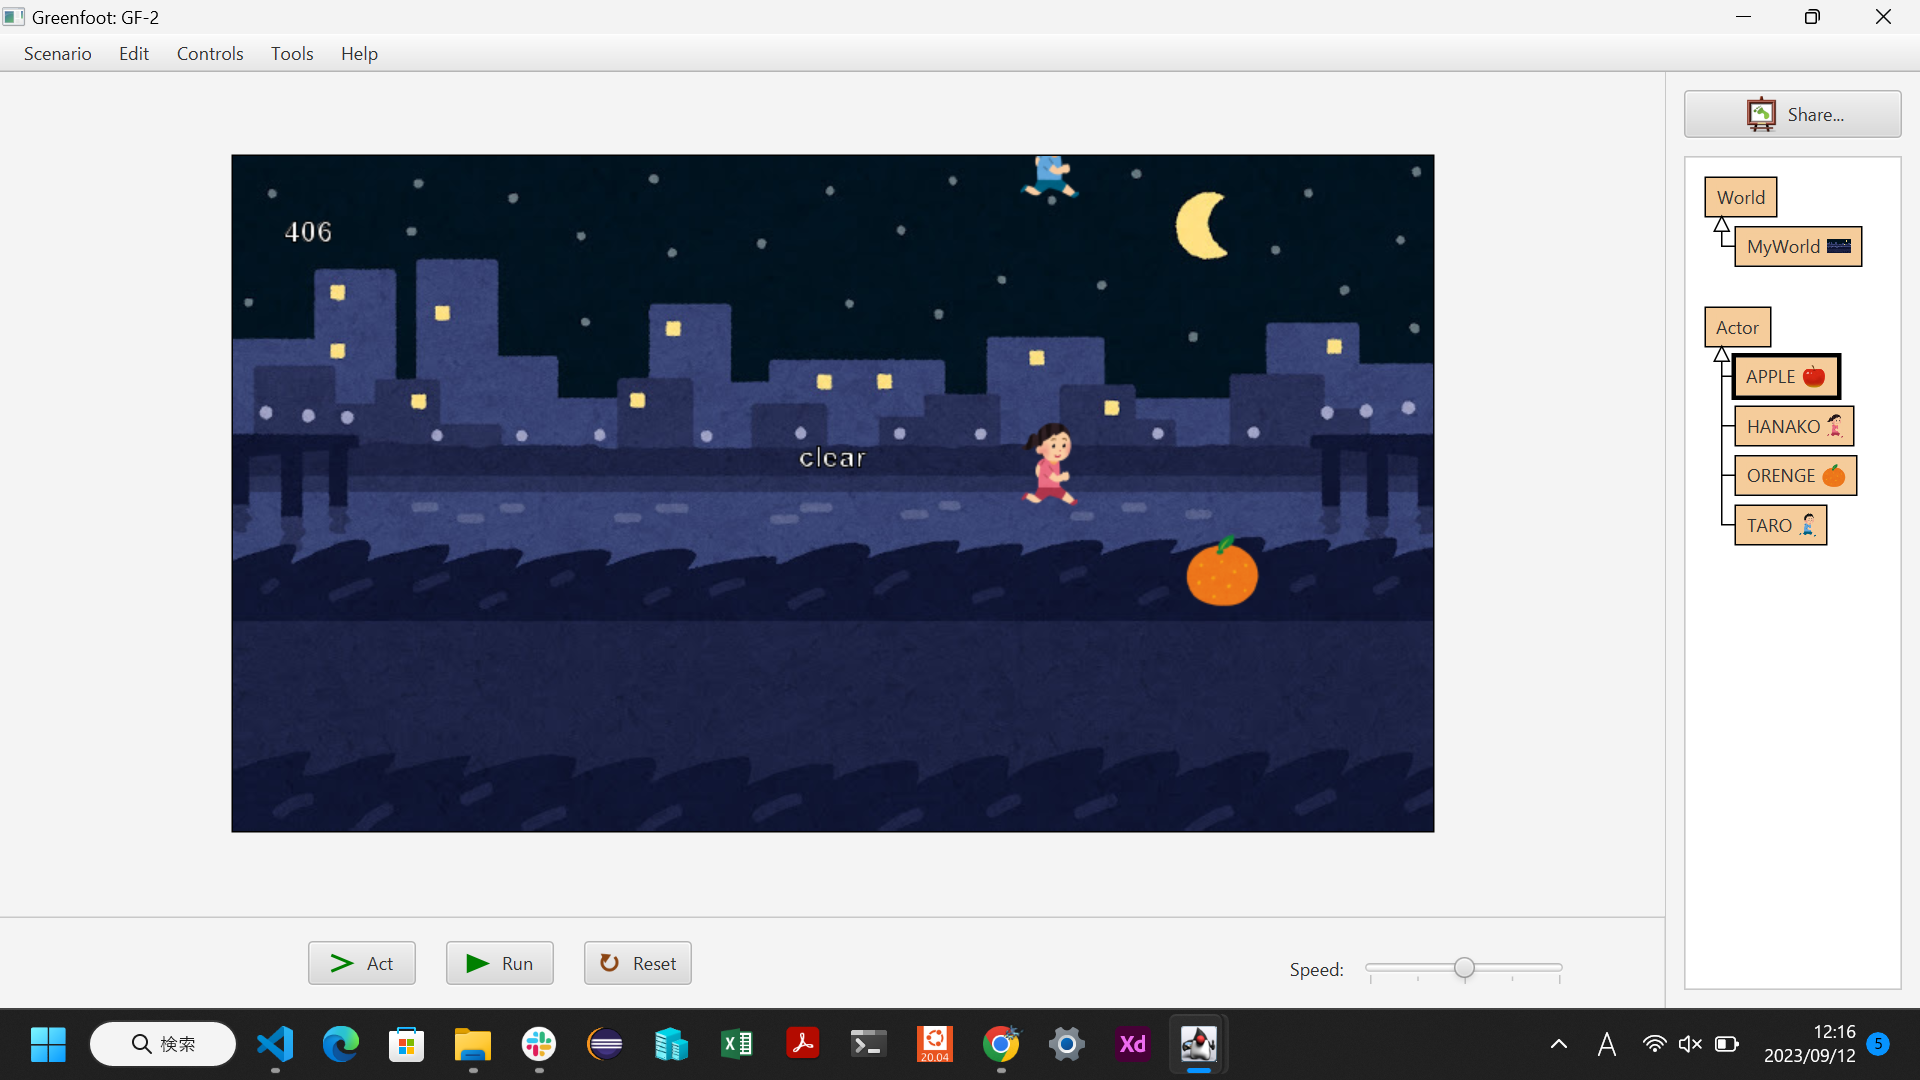 Greenfoot: GF-2
Scenario Edit Controls Tools Help
Share...
World
MyWorld
406
Actor
APPLE
HANAKO
clear
ORENGE
TARO
Act
Run
Reset
Speed:
検索
20.04
Xd
A
12:16
2023/09/12
5